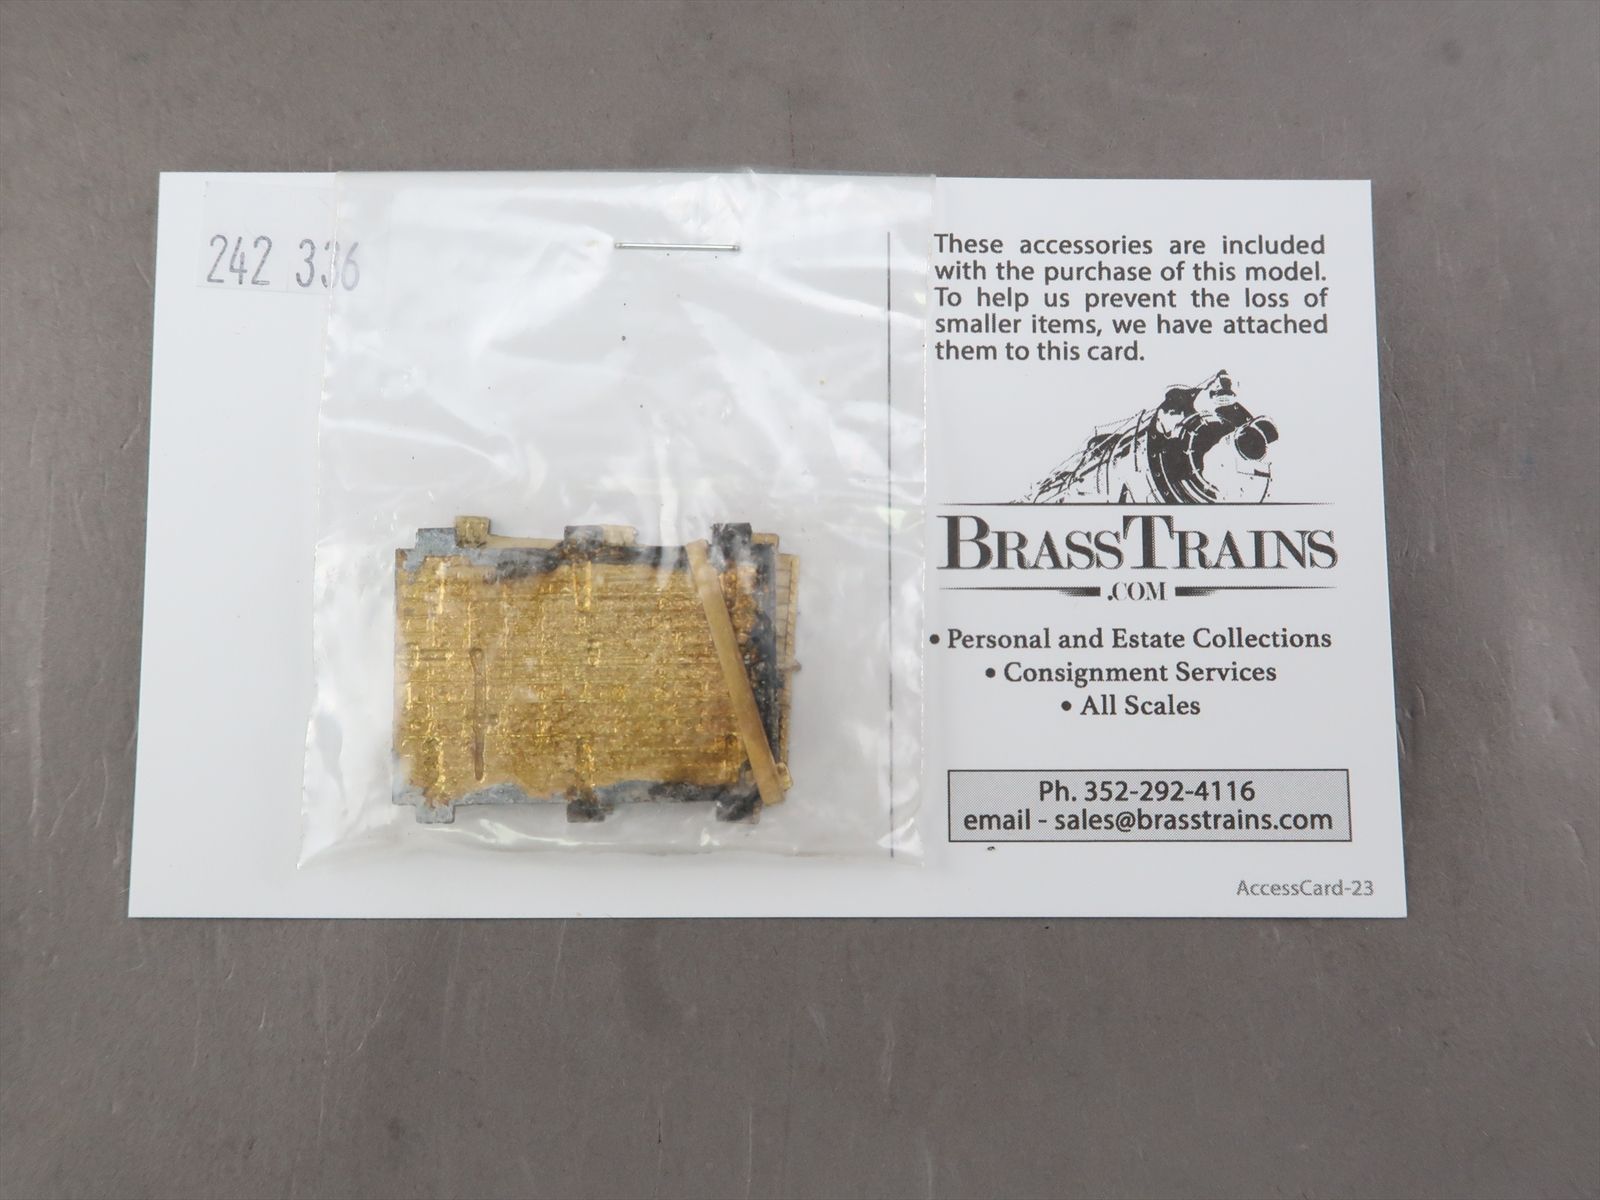 242 336
These accessories are included
with the purchase of this model.
To help us prevent the loss of
smaller items, we have attached
them to this card.
BRASSTRAINS
.COM
• Personal and Estate Collections
• Consignment Services
• All Scales
Ph. 352-292-4116
email - sales@brasstrains.com
AccessCard-23